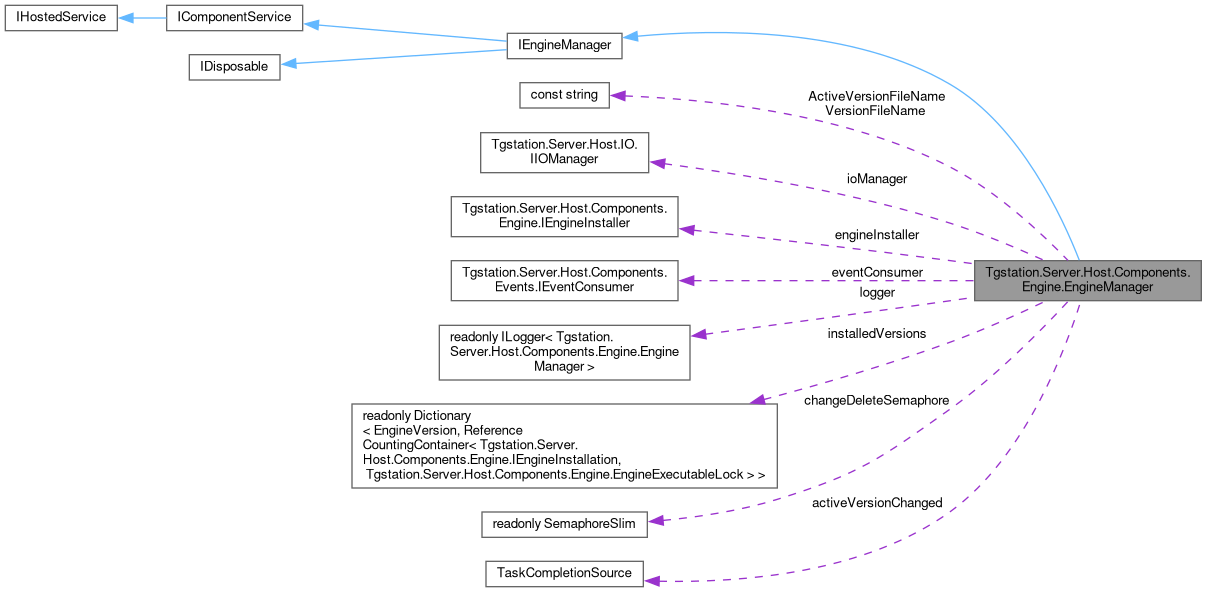 IHostedService
IComponentService
IEngineManager
IDisposable
const string
ActiveVersionFileName
VersionFileName
Tgstation.Server.Host.IO.
IIOManager
ioManager
Tgstation.Server.Host.Components.
Engine.IEngineInstaller
engineInstaller
Tgstation.Server.Host.Components.
Engine.EngineManager
Tgstation.Server.Host.Components.
Events.IEventConsumer
eventConsumer
logger
readonly ILogger< Tgstation.
Server.Host.Components.Engine.Engine
Manager >
installedVersions
readonly Dictionary
< EngineVersion, Reference
CountingContainer< Tgstation.Server.
Host.Components.Engine.IEngineInstallation,
Tgstation.Server.Host.Components.Engine.EngineExecutableLock > >
changeDeleteSemaphore
readonly SemaphoreSlim
activeVersionChanged
TaskCompletionSource